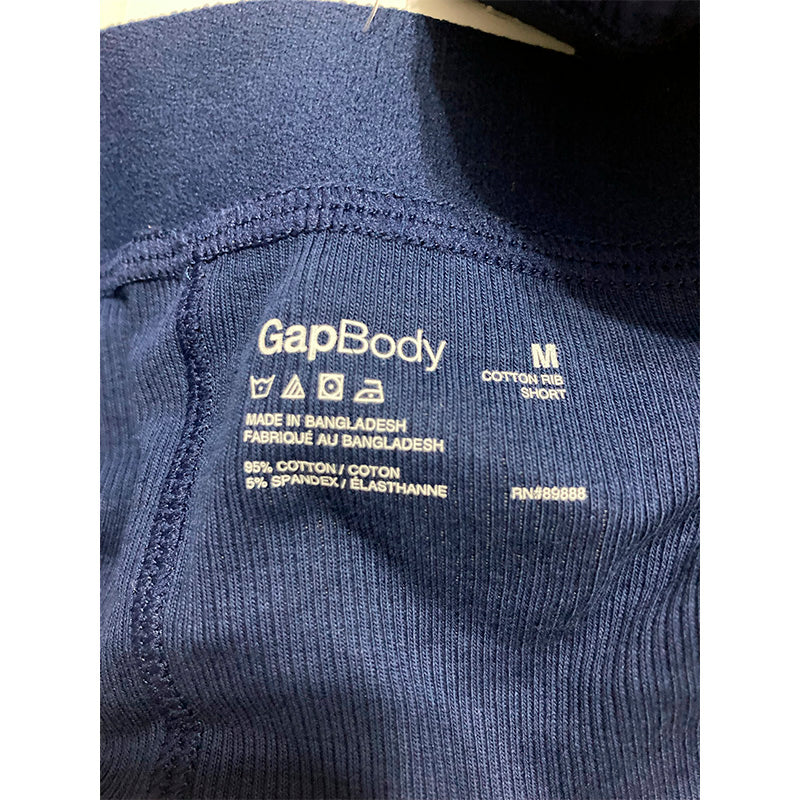 GapBody
M
COTTON RIB
SHORT
MADE IN BANGLADESH
FABRIQUÉ AU BANGLADESH
95% COTTON / COTON
5% SPANDEX / ÉLASTHANNE
RN#89888